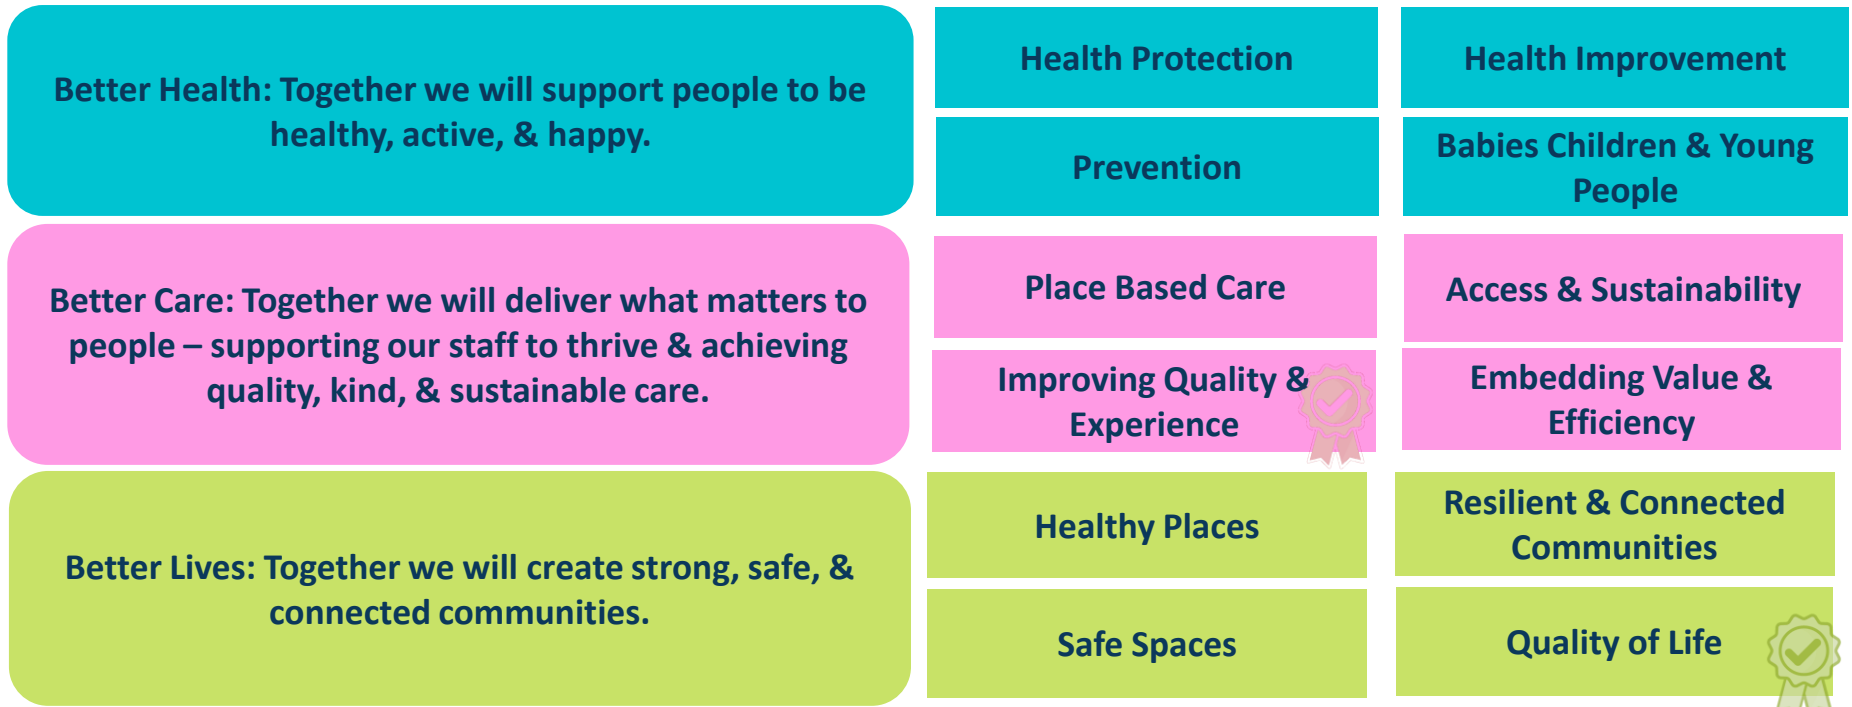 Better Health: Together we will support people to be
healthy, active, & happy.
Health Protection
Health Improvement
Prevention
Babies Children & Young
People
Better Care: Together we will deliver what matters to
people – supporting our staff to thrive & achieving
quality, kind, & sustainable care.
Place Based Care
Access & Sustainability
Improving Quality &
Experience
Embedding Value &
Efficiency
Better Lives: Together we will create strong, safe, &
connected communities.
Healthy Places
Resilient & Connected
Communities
Safe Spaces
Quality of Life